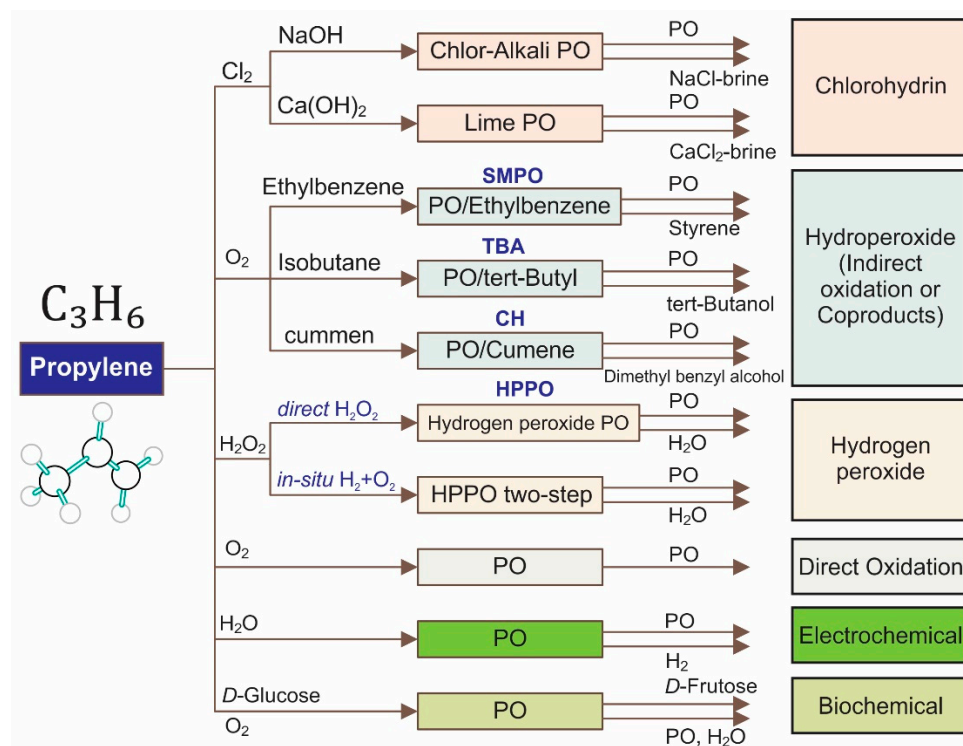 NaOH
PO
Chlor-Alkali PO
NaCl-brine
Cl₂
Chlorohydrin
Ca(OH)₂
PO
Lime PO
CaCl₂-brine
SMPO
Ethylbenzene
PO
PO/Ethylbenzene
Styrene
O₂
TBA
Isobutane
PO
PO/tert-Butyl
tert-Butanol
Hydroperoxide
(Indirect
oxidation or
Coproducts)
CH
cummen
PO
PO/Cumene
Dimethyl benzyl alcohol
C₃H₆
Propylene
HPPO
direct H₂O₂
PO
Hydrogen peroxide PO
H₂O
H₂O₂
Hydrogen
peroxide
in-situ H₂+O₂
PO
HPPO two-step
H₂O
O₂
PO
PO
Direct Oxidation
H₂O
PO
PO
H₂
Electrochemical
D-Glucose
O₂
PO
D-Frutose
PO, H₂O
Biochemical